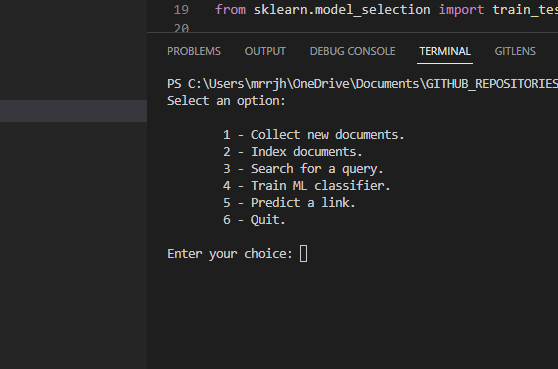 19 from sklearn.model_selection import train_tes
20
PROBLEMS OUTPUT DEBUG CONSOLE TERMINAL GITLENS
PS C:\Users\mrrjh\OneDrive\Documents\GITHUB_REPOSITORIES
Select an option:
1 - Collect new documents.
2 - Index documents.
3 - Search for a query.
4 - Train ML classifier.
5 - Predict a link.
6 - Quit.
Enter your choice: